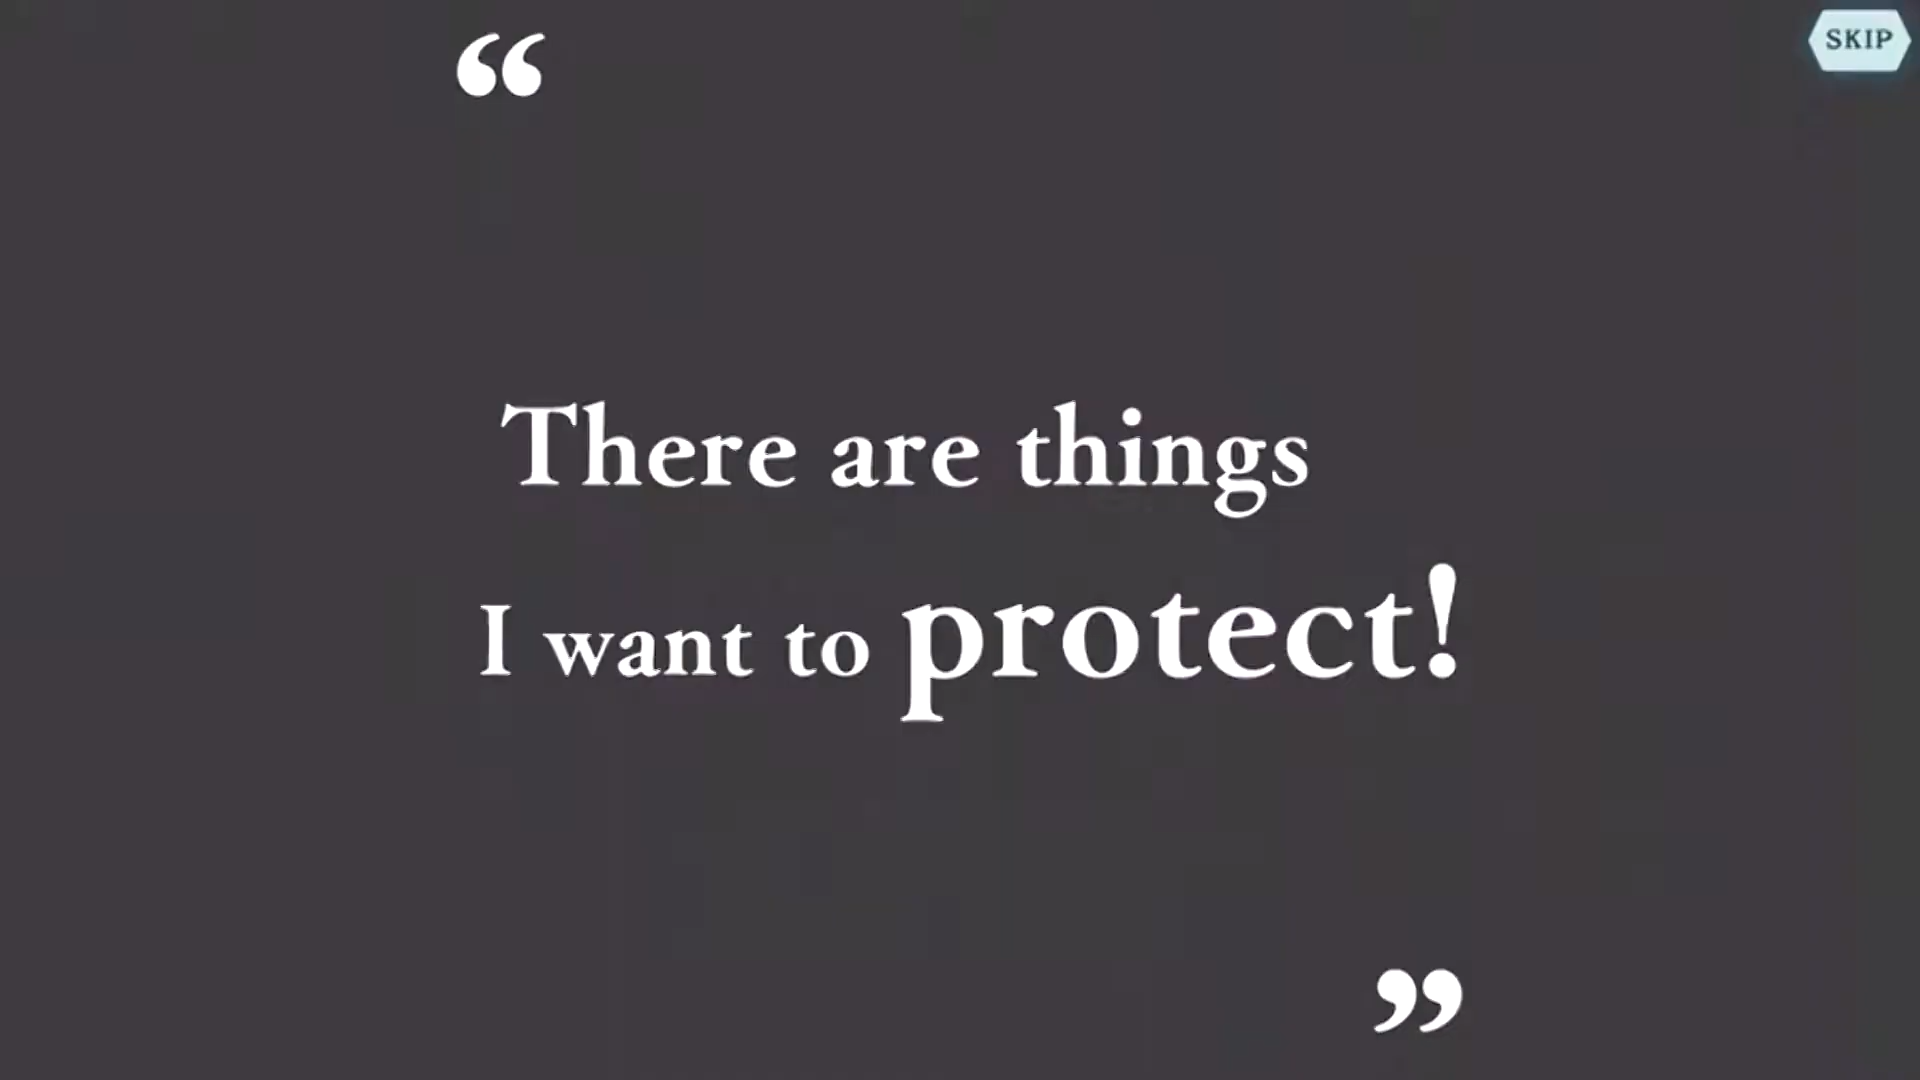 SKIP
“
There are things
I want to protect!
”